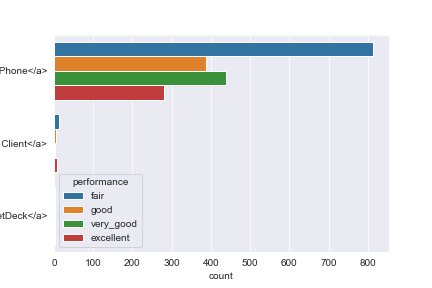 Phone</a>
Client</a>
etDeck</a>
performance
fair
good
very_good
excellent
0 100 200 300 400 500 600 700 800
count